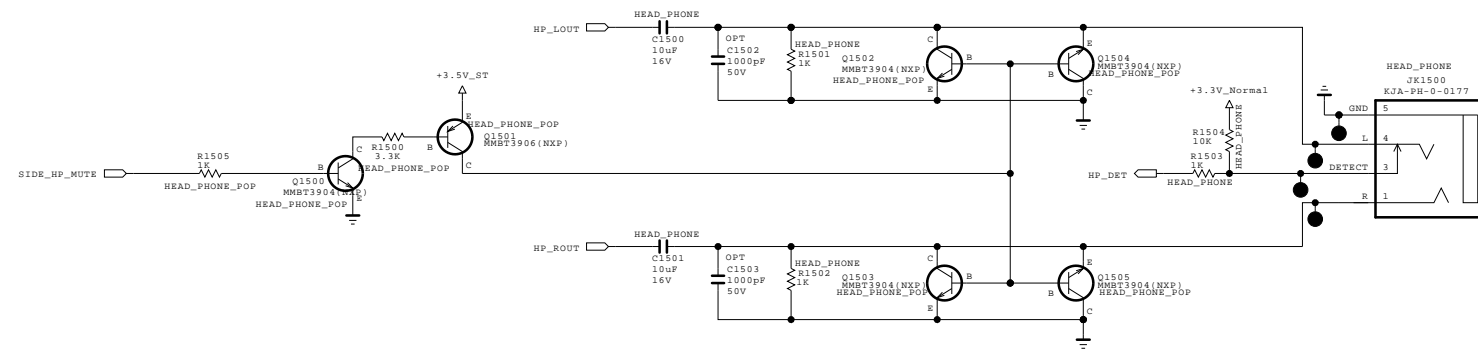 HEAD_PHONE
HP_LOUT
C1500
10uF
16V
OPT
C1502
1000pF
50V
HEAD_PHONE
R1501
1K
C
B
E
Q1502
MMBT3904(NXP)
HEAD_PHONE_POP
E
B
C
Q1504
MMBT3904(NXP)
HEAD_PHONE_POP
+3.5V_ST
E
HEAD_PHONE_POP
Q1501
MMBT3906(NXP)
B
C
R1500
3.3K
HEAD_PHONE_POP
SIDE_HP_MUTE
R1505
1K
HEAD_PHONE_POP
C
B
E
Q1500
MMBT3904(NXP)
HEAD_PHONE_POP
+3.3V_Normal
R1504
10K
HEAD_PHONE
R1503
1K
HEAD_PHONE
HP_DET
HEAD_PHONE
JK1500
KJA-PH-0-0177
GND 5
L 4
DETECT 3
R 1
HEAD_PHONE
HP_ROUT
C1501
10uF
16V
OPT
C1503
1000pF
50V
HEAD_PHONE
R1502
1K
C
B
E
Q1503
MMBT3904(NXP)
HEAD_PHONE_POP
E
B
C
Q1505
MMBT3904(NXP)
HEAD_PHONE_POP